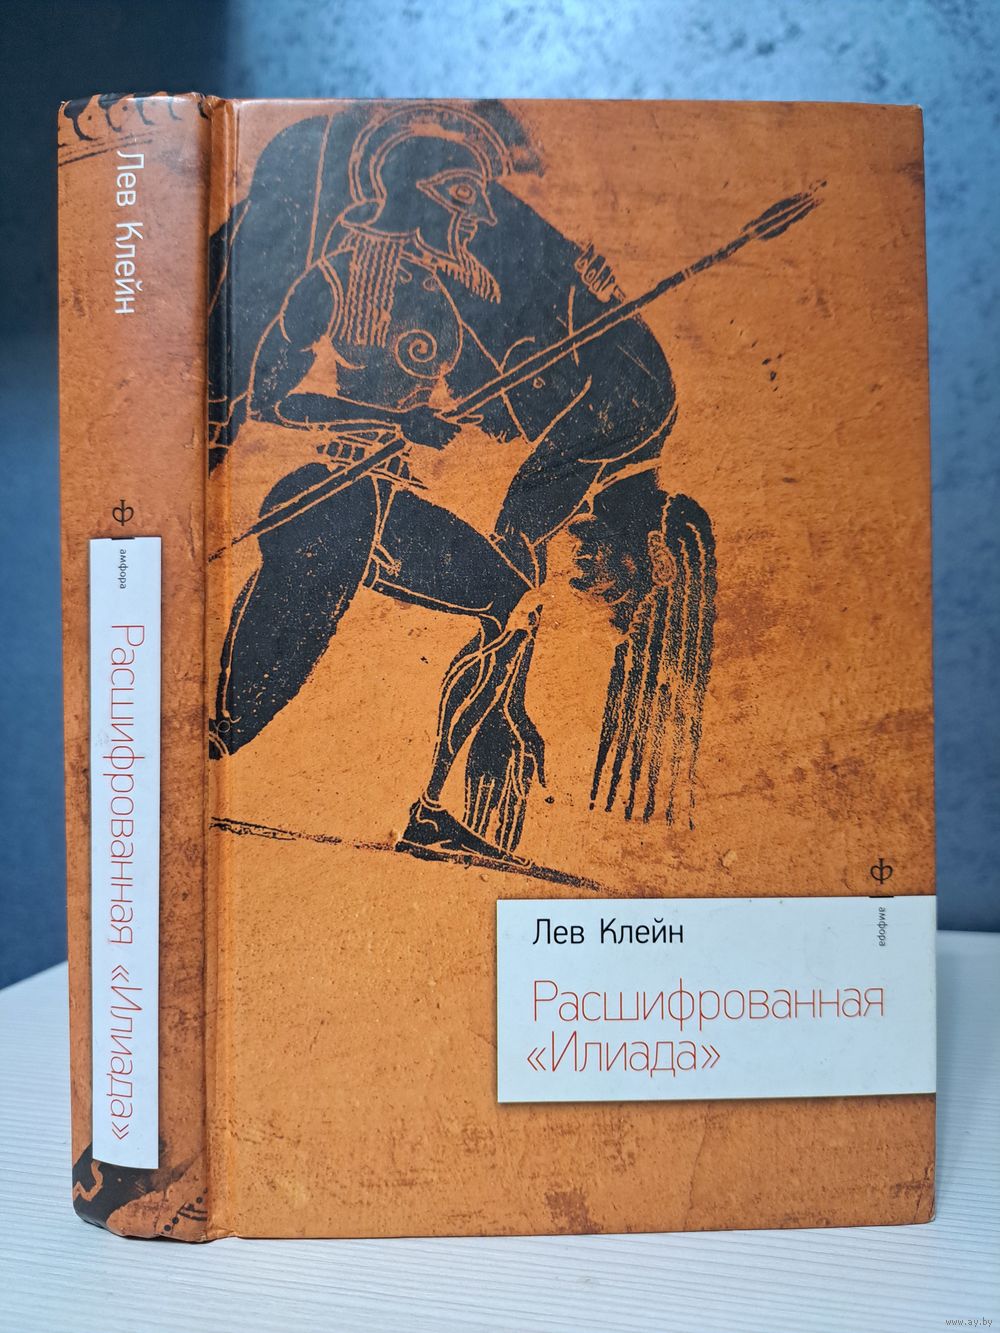 Лев Клейн
амфора
Расшифрованная «Илиада»
амфора
Лев Клейн
Расшифрованная
«Илиада»
www.ay.by